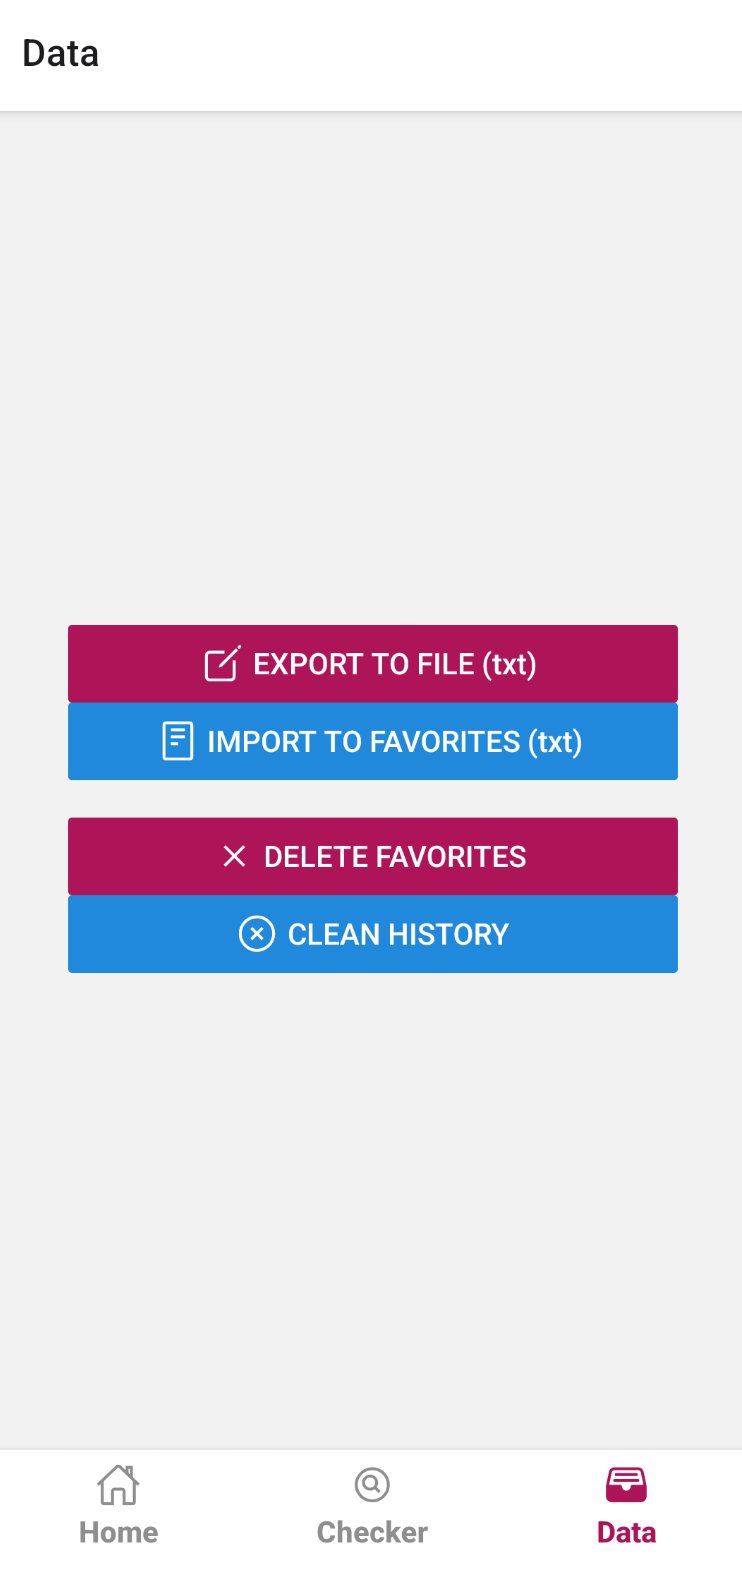 Data
EXPORT TO FILE (txt)
IMPORT TO FAVORITES (txt)
DELETE FAVORITES
CLEAN HISTORY
Home
Checker
Data